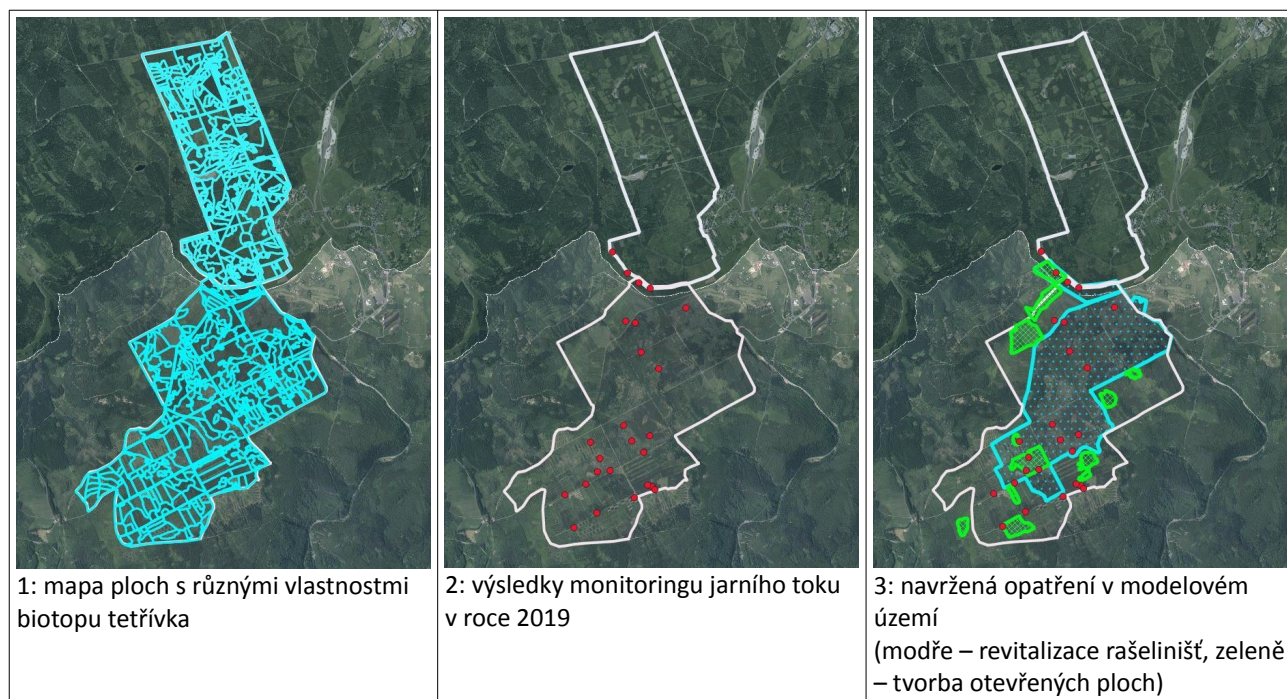 1: mapa ploch s různými vlastnostmi
biotopu tetřívka
2: výsledky monitoringu jarního toku
v roce 2019
3: navržená opatření v modelovém
území
(modře – revitalizace rašelinišť, zeleně
– tvorba otevřených ploch)